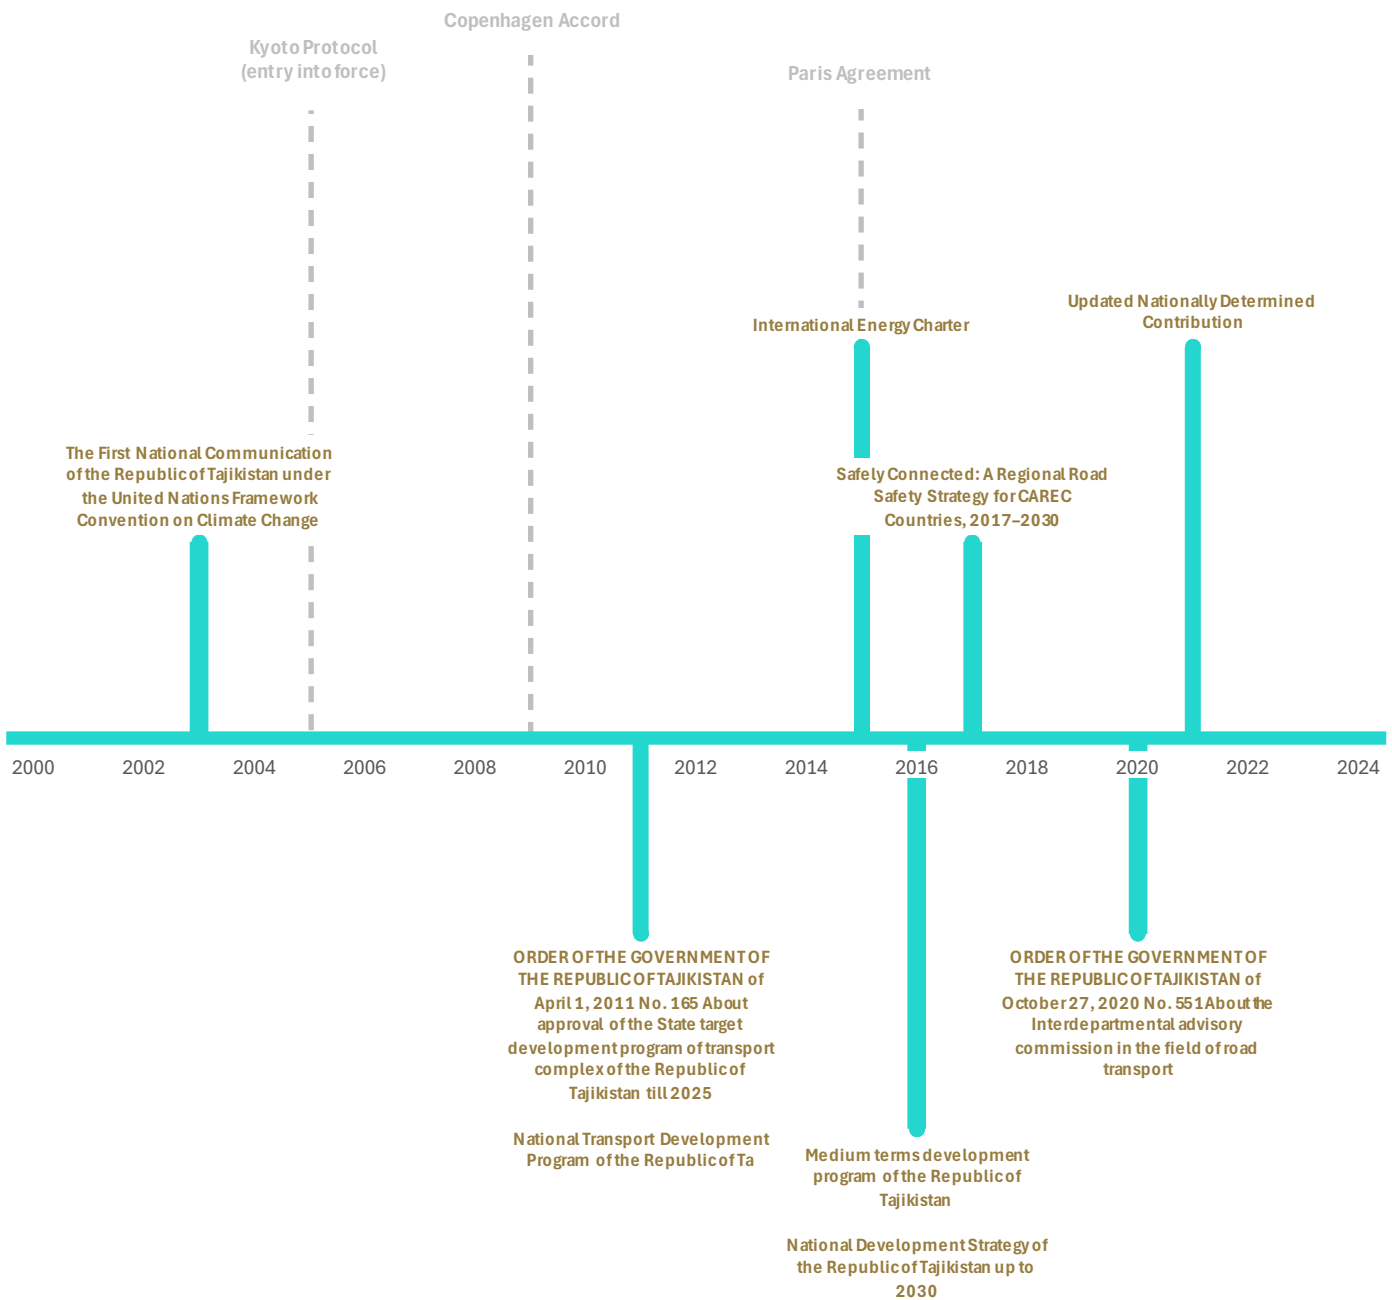 Copenhagen Accord
Kyoto Protocol
(entry into force)
Paris Agreement
Updated Nationally Determined
Contribution
International Energy Charter
The First National Communication
of the Republic of Tajikistan under
the United Nations Framework
Convention on Climate Change
Safely Connected: A Regional Road
Safety Strategy for CAREC
Countries, 2017–2030
2000 2002 2004 2006 2008 2010 2012 2014 2016 2018 2020 2022 2024
ORDER OF THE GOVERNMENT OF
THE REPUBLIC OF TAJIKISTAN of
April 1, 2011 No. 165 About
approval of the State target
development program of transport
complex of the Republic of
Tajikistan till 2025
National Transport Development
Program of the Republic of Ta
ORDER OF THE GOVERNMENT OF
THE REPUBLIC OF TAJIKISTAN of
October 27, 2020 No. 551 About the
Interdepartmental advisory
commission in the field of road
transport
Medium terms development
program of the Republic of
Tajikistan
National Development Strategy of
the Republic of Tajikistan up to
2030